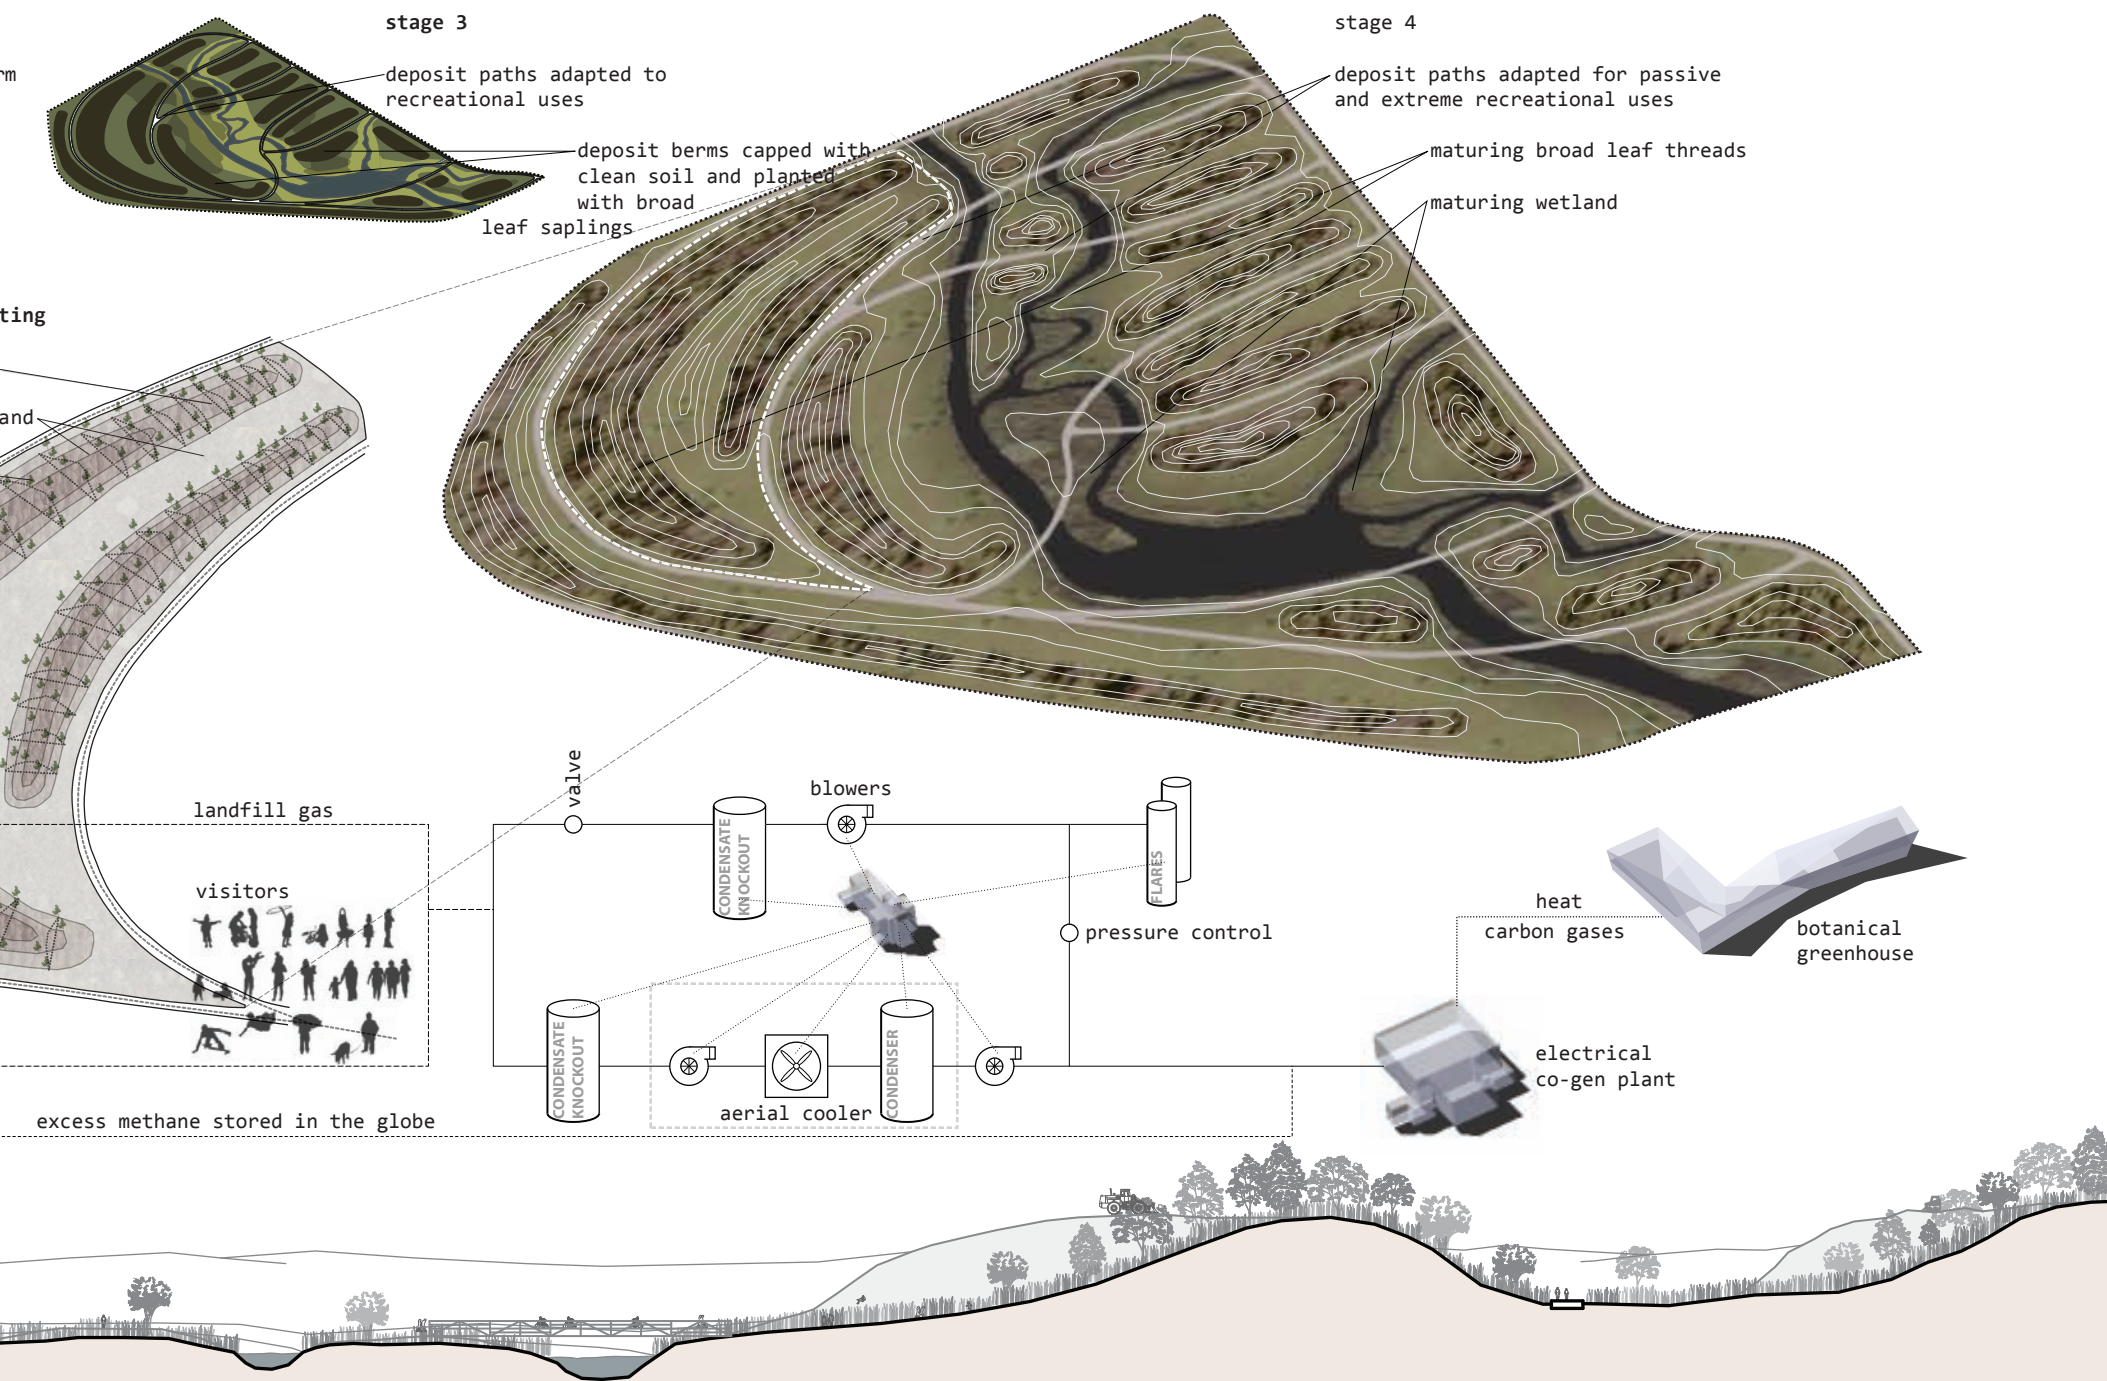 stage 3
stage 4
rm
deposit paths adapted to
recreational uses
deposit paths adapted for passive
and extreme recreational uses
deposit berms capped with
clean soil and planted
with broad
leaf saplings
maturing broad leaf threads
maturing wetland
ting
and
valve
blowers
landfill gas
CONDENSATE
KNOCKOUT
FLARES
visitors
pressure control
heat
carbon gases
botanical
greenhouse
CONDENSATE
KNOCKOUT
CONDENSER
aerial cooler
electrical
co-gen plant
excess methane stored in the globe